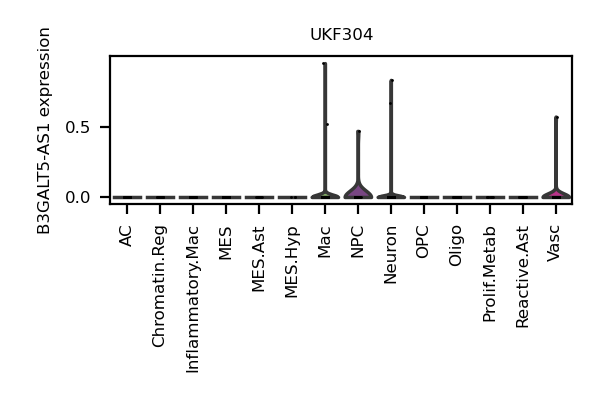 UKF304
B3GALT5-AS1 expression
0.5
0.0
AC
Chromatin.Reg
Inflammatory.Mac
MES
MES.Ast
MES.Hyp
Mac
NPC
Neuron
OPC
Oligo
Prolif.Metab
Reactive.Ast
Vasc